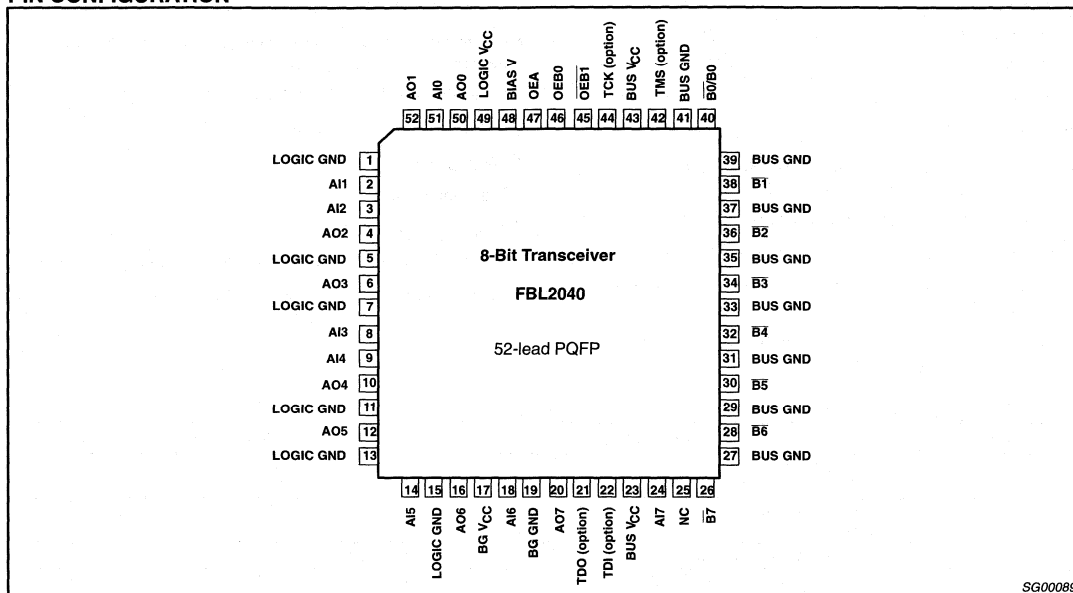 PIN CONFIGURATION
AO1
AI0
AO0
LOGIC VCC
BIAS V
OEA
OEB0
OEB1
TCK (option)
BUS VCC
TMS (option)
BUS GND
B0/B0
52 51 50 49 48 47 46 45 44 43 42 41 40
LOGIC GND 1
AI1 2
AI2 3
AO2 4
LOGIC GND 5
AO3 6
LOGIC GND 7
AI3 8
AI4 9
AO4 10
LOGIC GND 11
AO5 12
LOGIC GND 13
8-Bit Transceiver
FBL2040
52-lead PQFP
39 BUS GND
38 B1
37 BUS GND
36 B2
35 BUS GND
34 B3
33 BUS GND
32 B4
31 BUS GND
30 B5
29 BUS GND
28 B6
27 BUS GND
14 15 16 17 18 19 20 21 22 23 24 25 26
AI5
LOGIC GND
AO6
BG VCC
AI6
BG GND
AO7
TDO (option)
TDI (option)
BUS VCC
AI7
NC
B7
SG00089